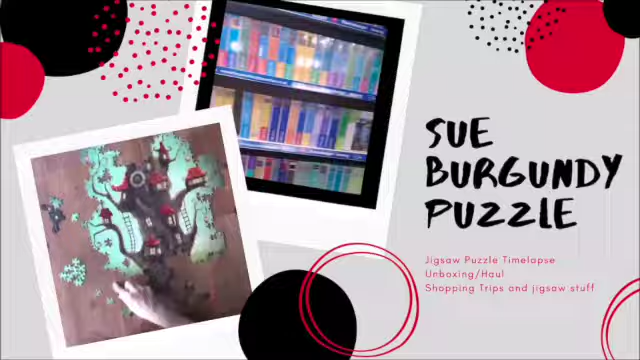 SUE
BURGUNDY
PUZZLE
Jigsaw Puzzle Timelapse
Unboxing/Haul
Shopping Trips and jigsaw stuff